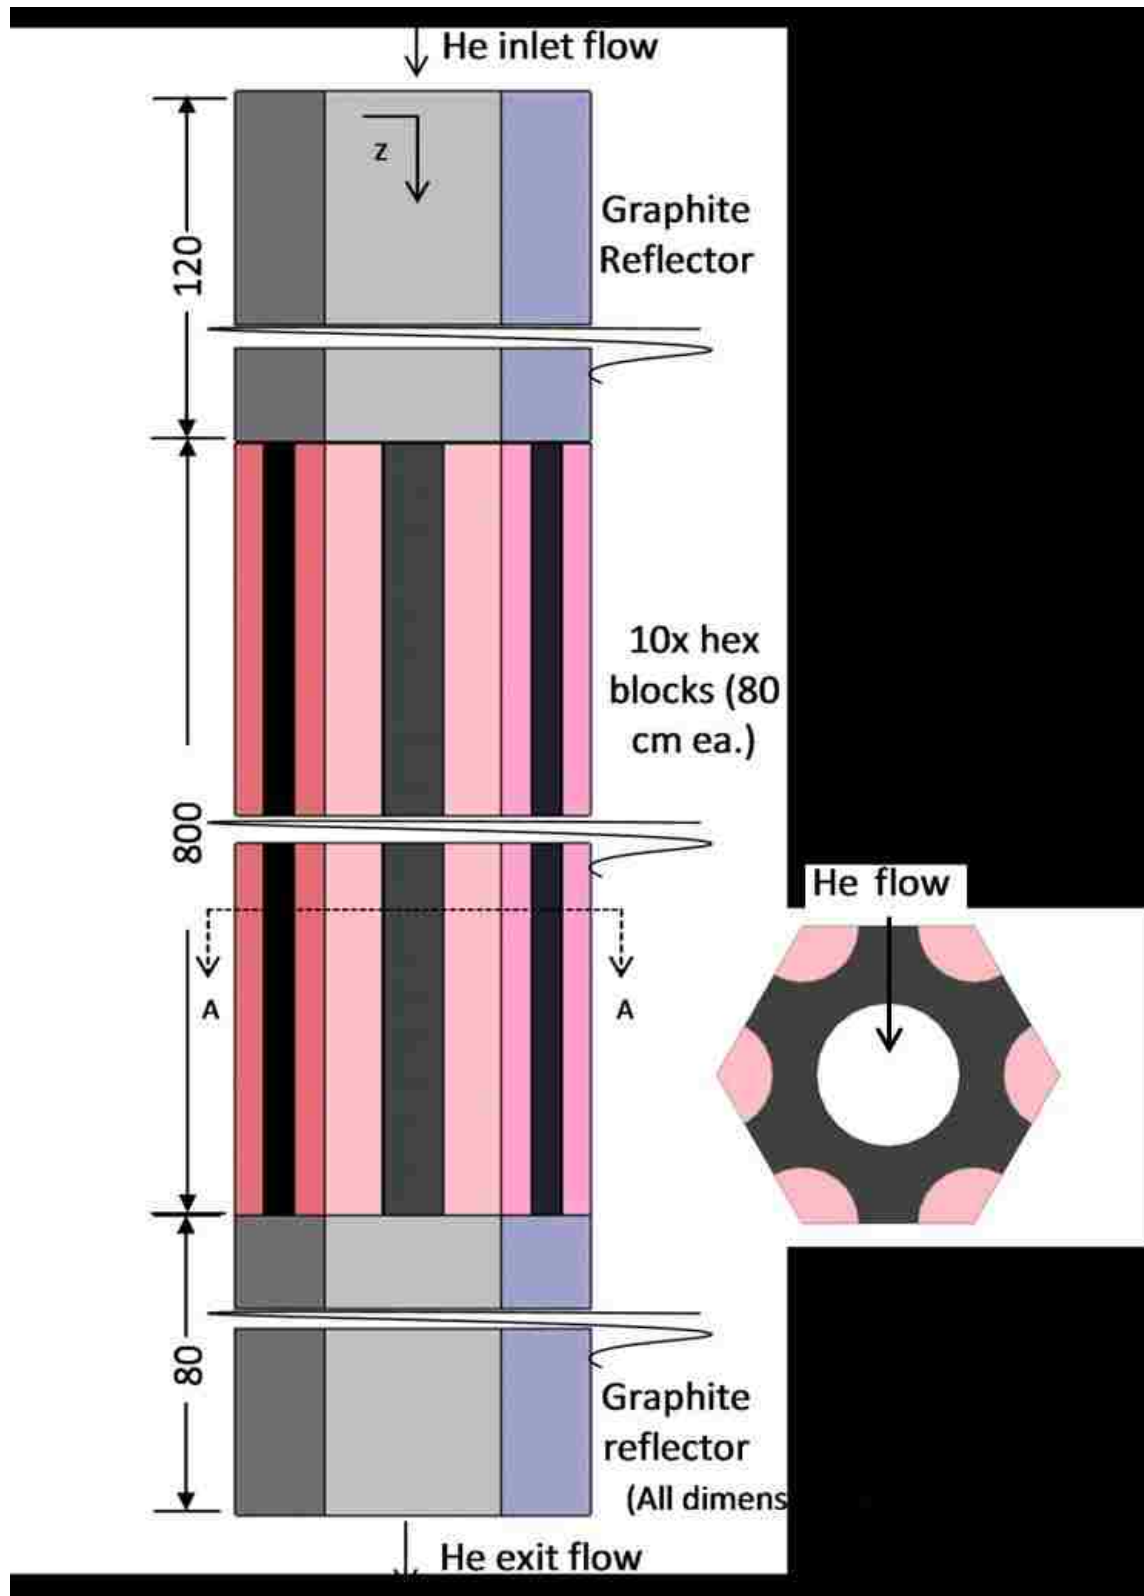 He inlet flow
z
120
Graphite
Reflector
10x hex
blocks (80
cm ea.)
800
He flow
A
A
80
Graphite
reflector
(All dimens
He exit flow